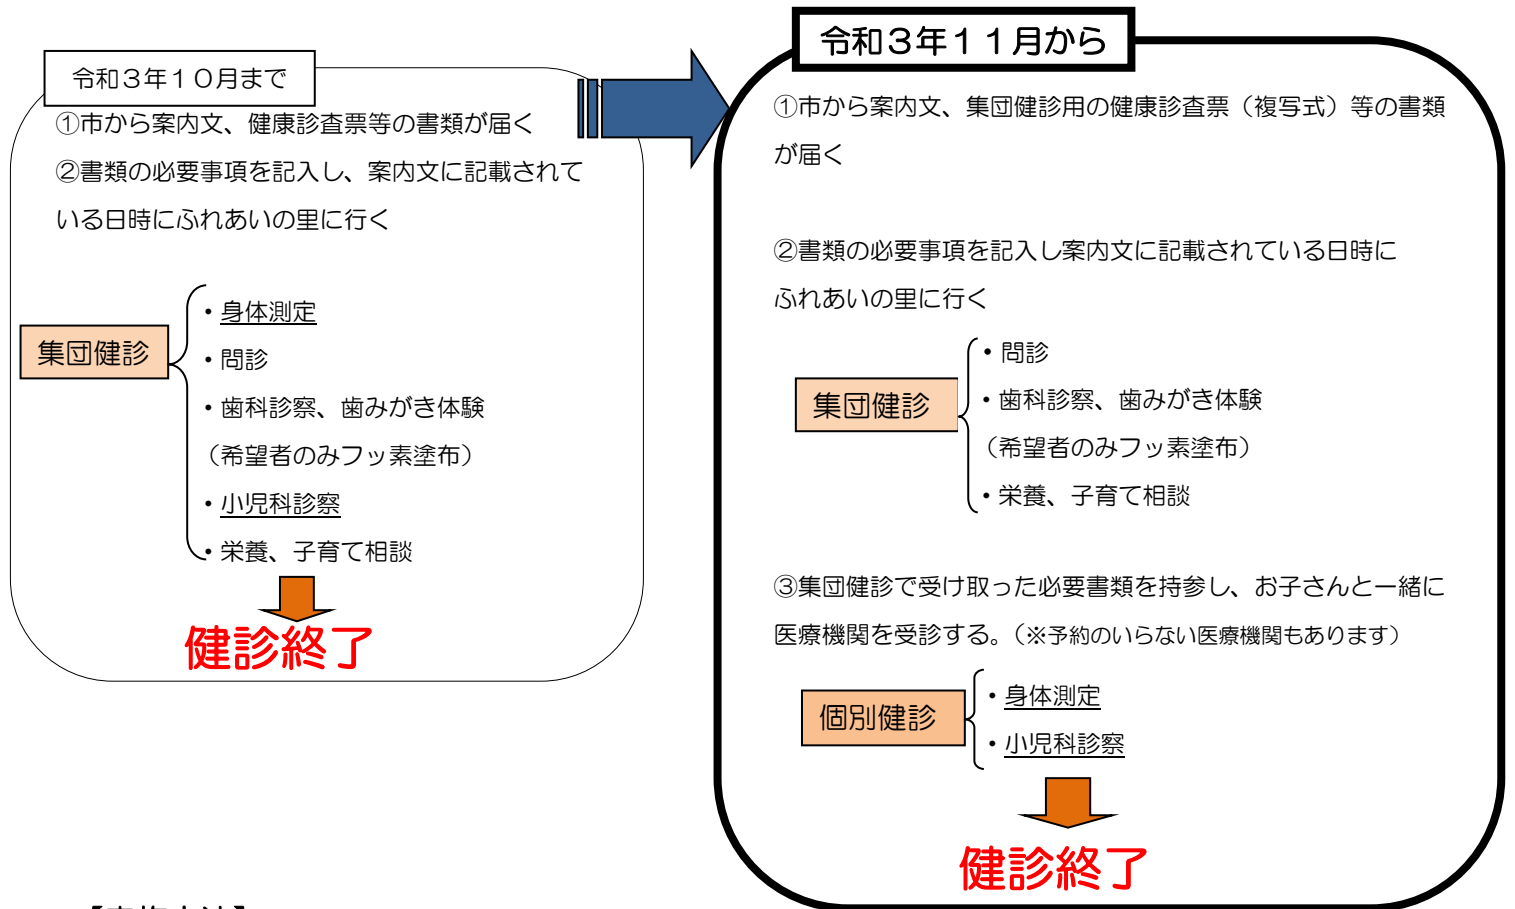 令和３年１０月まで
①市から案内文、健康診査票等の書類が届く
②書類の必要事項を記入し、案内文に記載されて
いる日時にふれあいの里に行く
集団健診
・身体測定
・問診
・歯科診察、歯みがき体験
（希望者のみフッ素塗布）
・小児科診察
・栄養、子育て相談
健診終了
令和３年１１月から
①市から案内文、集団健診用の健康診査票（複写式）等の書類
が届く
②書類の必要事項を記入し案内文に記載されている日時に
ふれあいの里に行く
集団健診
・問診
・歯科診察、歯みがき体験
（希望者のみフッ素塗布）
・栄養、子育て相談
③集団健診で受け取った必要書類を持参し、お子さんと一緒に
医療機関を受診する。（※予約のいらない医療機関もあります）
個別健診
・身体測定
・小児科診察
健診終了